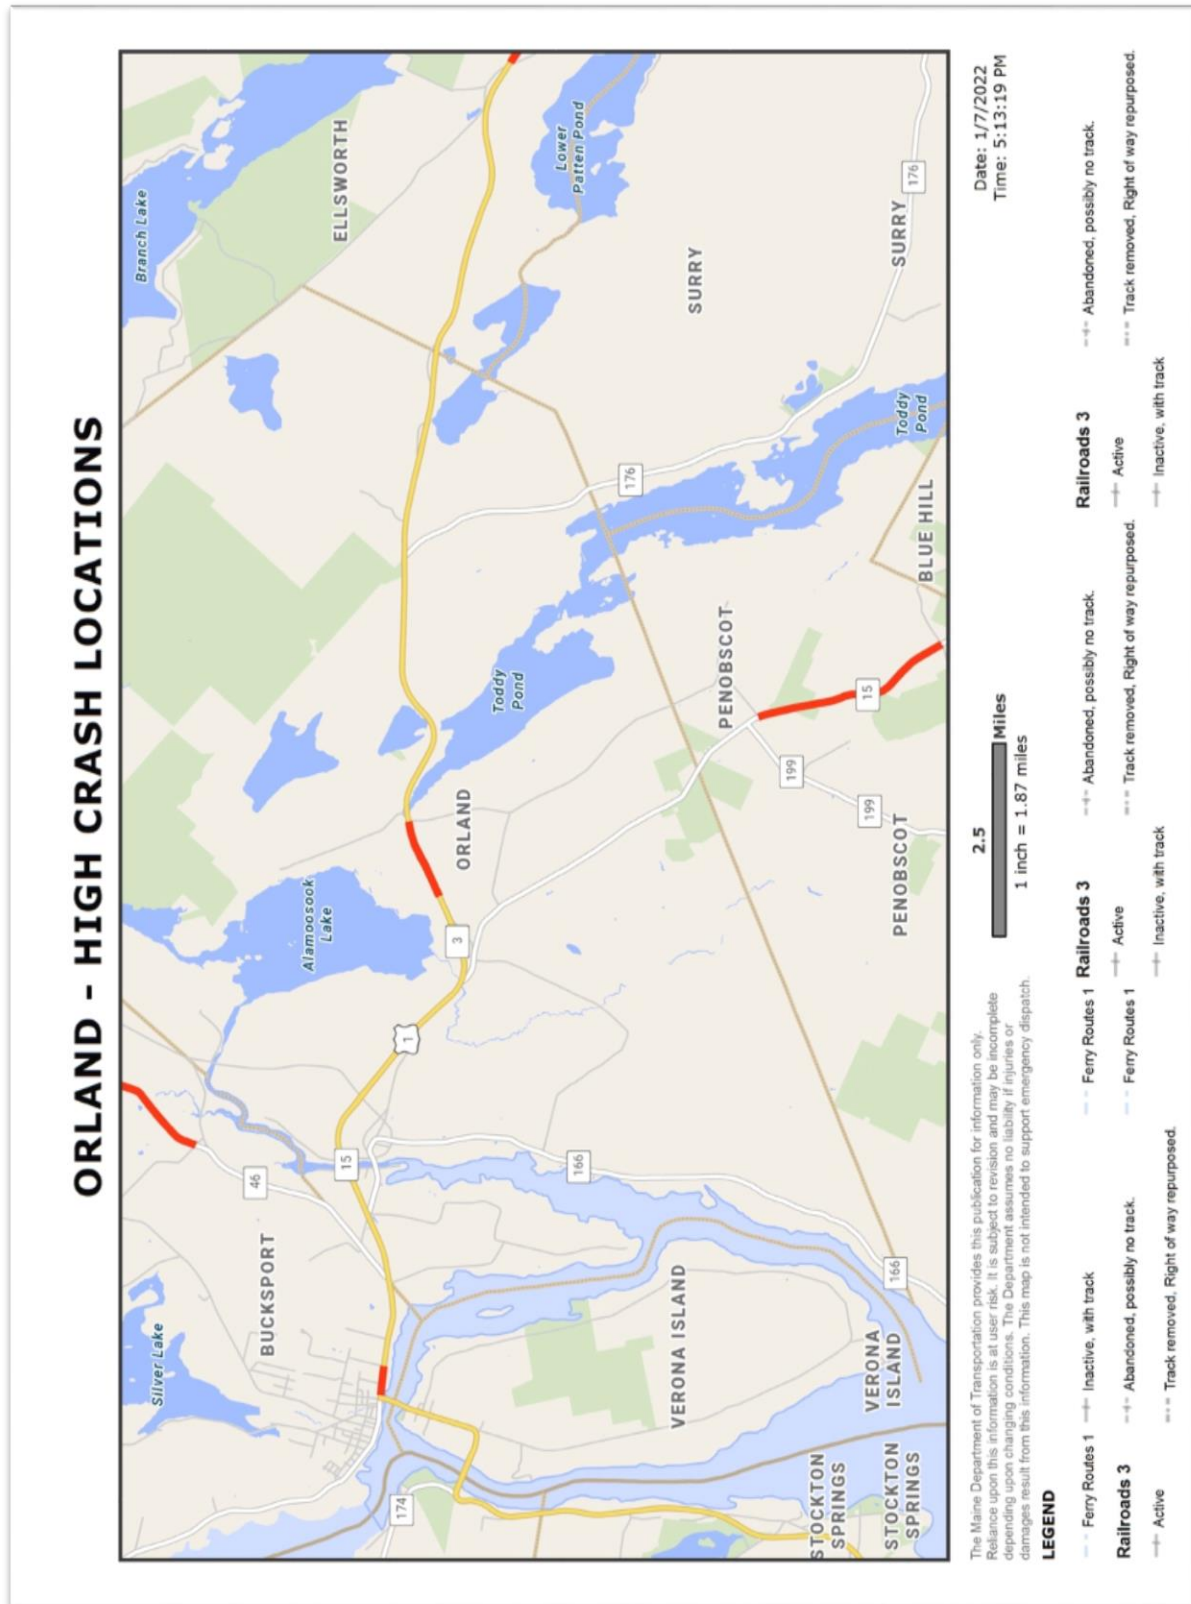 ORLAND - HIGH CRASH LOCATIONS
Silver Lake
BUCKSPORT
46
15
1
3
174
Alamoosook
Lake
ORLAND
Toddy
Pond
Branch Lake
ELLSWORTH
Lower
Patten Pond
SURRY
176
176
SURRY
Toddy
Pond
BLUE HILL
PENOBSCOT
15
199
199
PENOBSCOT
166
166
VERONA ISLAND
VERONA
ISLAND
STOCKTON
SPRINGS
STOCKTON
SPRINGS
The Maine Department of Transportation provides this publication for information only.
Reliance upon this information is at user risk. It is subject to revision and may be incomplete
depending upon changing conditions. The Department assumes no liability if injuries or
damages result from this information. This map is not intended to support emergency dispatch.
2.5
Miles
1 inch = 1.87 miles
Date: 1/7/2022
Time: 5:13:19 PM
LEGEND
Ferry Routes 1
Inactive, with track
Ferry Routes 1
Railroads 3
Abandoned, possibly no track.
Railroads 3
Abandoned, possibly no track.
Railroads 3
Abandoned, possibly no track.
Ferry Routes 1
Active
Track removed, Right of way repurposed.
Active
Track removed, Right of way repurposed.
Active
Track removed, Right of way repurposed.
Inactive, with track
Inactive, with track